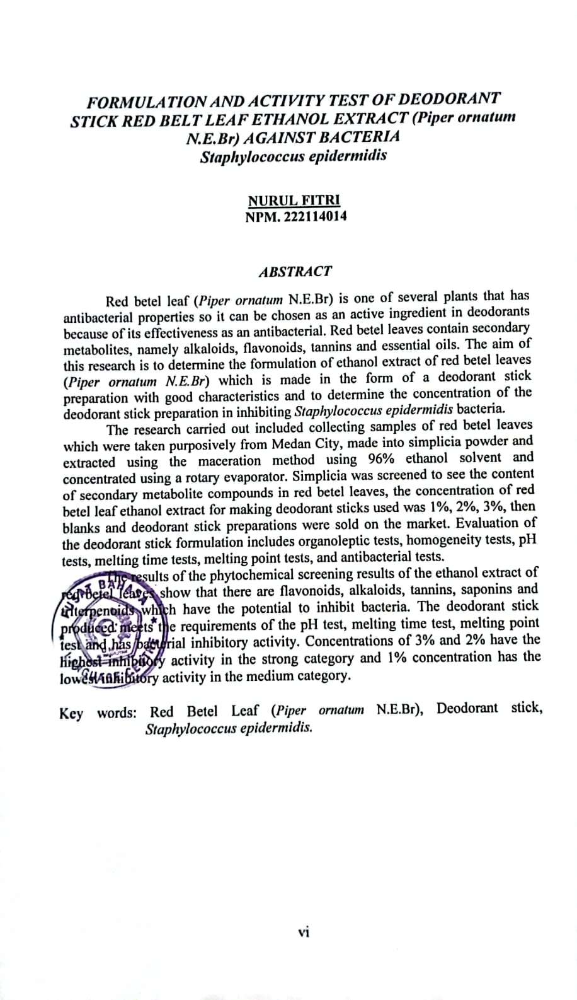 FORMULATION AND ACTIVITY TEST OF DEODORANT
STICK RED BELT LEAF ETHANOL EXTRACT (Piper ornatum
N.E.Br) AGAINST BACTERIA
Staphylococcus epidermidis
NURUL FITRI
NPM. 222114014
ABSTRACT
Red betel leaf (Piper ornatum N.E.Br) is one of several plants that has
antibacterial properties so it can be chosen as an active ingredient in deodorants
because of its effectiveness as an antibacterial. Red betel leaves contain secondary
metabolites, namely alkaloids, flavonoids, tannins and essential oils. The aim of
this research is to determine the formulation of ethanol extract of red betel leaves
(Piper ornatum N.E.Br) which is made in the form of a deodorant stick
preparation with good characteristics and to determine the concentration of the
deodorant stick preparation in inhibiting Staphylococcus epidermidis bacteria.
The research carried out included collecting samples of red betel leaves
which were taken purposively from Medan City, made into simplicia powder and
extracted using the maceration method using 96% ethanol solvent and
concentrated using a rotary evaporator. Simplicia was screened to see the content
of secondary metabolite compounds in red betel leaves, the concentration of red
betel leaf ethanol extract for making deodorant sticks used was 1%, 2%, 3%, then
blanks and deodorant stick preparations were sold on the market. Evaluation of
the deodorant stick formulation includes organoleptic tests, homogeneity tests, pH
tests, melting time tests, melting point tests, and antibacterial tests.
The results of the phytochemical screening results of the ethanol extract of
red betel leaves show that there are flavonoids, alkaloids, tannins, saponins and
triterpenoids which have the potential to inhibit bacteria. The deodorant stick
produced meets the requirements of the pH test, melting time test, melting point
test and has bacterial inhibitory activity. Concentrations of 3% and 2% have the
highest inhibitory activity in the strong category and 1% concentration has the
lowest inhibitory activity in the medium category.
Key words: Red Betel Leaf (Piper ornatum N.E.Br), Deodorant stick,
Staphylococcus epidermidis.
PUSAT BAHASA
vi